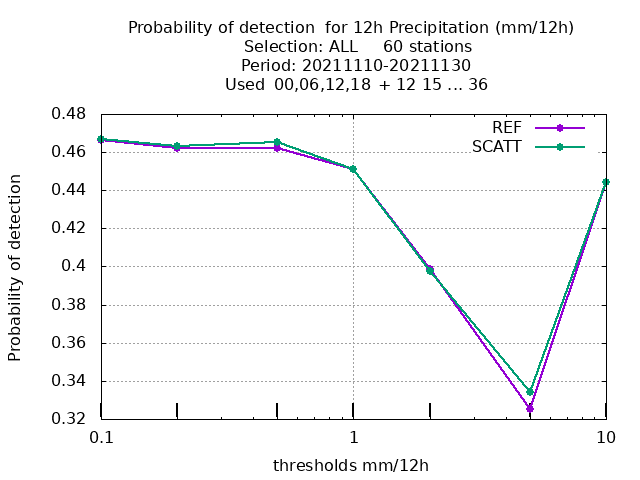 Probability of detection  for 12h Precipitation (mm/12h)
Selection: ALL     60 stations
Period: 20211110-20211130
Used  00,06,12,18  + 12 15 ... 36
REF
SCATT
0.48
0.46
0.44
0.42
0.4
0.38
0.36
0.34
0.32
Probability of detection
0.1
1
10
thresholds mm/12h